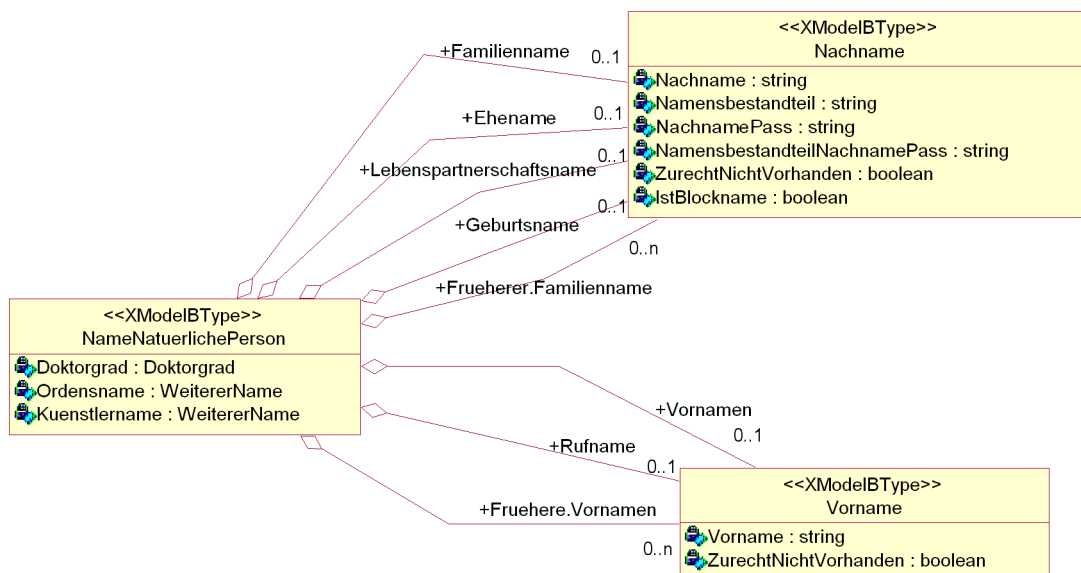 <<XModelBType>>
Nachname
Nachname : string
Namensbestandteil : string
NachnamePass : string
NamensbestandteilNachnamePass : string
ZurechtNichtVorhanden : boolean
IstBlockname : boolean
+Familienname
0..1
+Ehename
0..1
+Lebenspartnerschaftsname
0..1
+Geburtsname
0..1
+Frueherer.Familienname
0..n
<<XModelBType>>
NameNatuerlichePerson
Doktorgrad : Doktorgrad
Ordensname : WeitererName
Kuenstlername : WeitererName
+Vornamen
0..1
+Rufname
0..1
+Fruehere.Vornamen
0..n
<<XModelBType>>
Vorname
Vorname : string
ZurechtNichtVorhanden : boolean